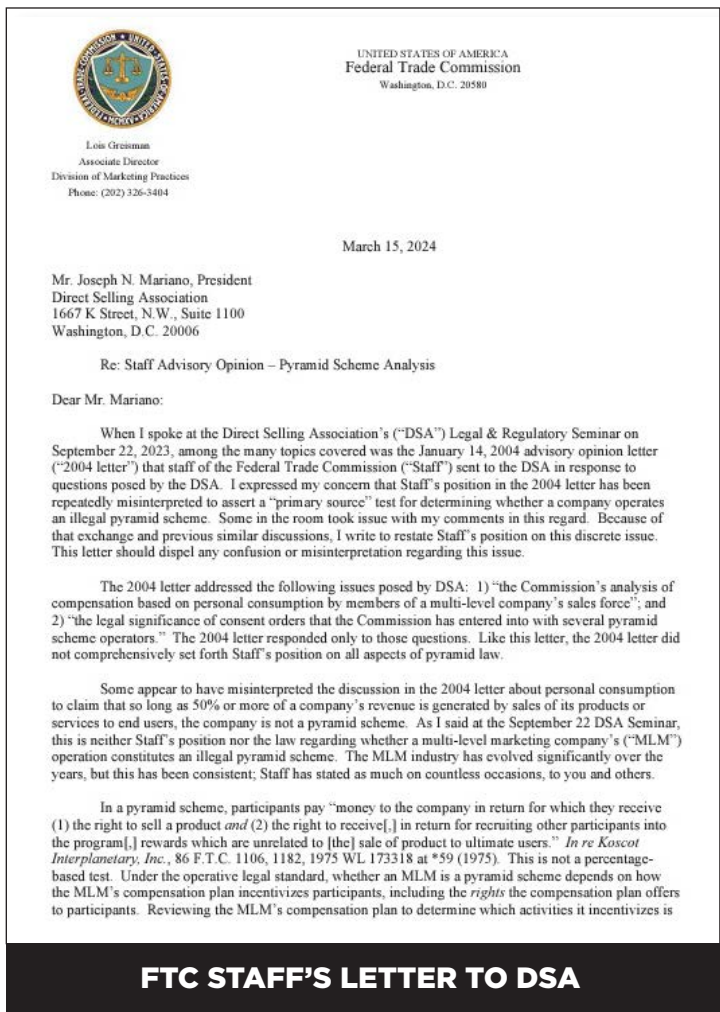 FEDERAL TRADE COMMISSION • UNITED STATES OF AMERICA
MCMXV
UNITED STATES OF AMERICA
Federal Trade Commission
Washington, D.C. 20580
Lois Greisman
Associate Director
Division of Marketing Practices
Phone: (202) 326-3404
March 15, 2024
Mr. Joseph N. Mariano, President
Direct Selling Association
1667 K Street, N.W., Suite 1100
Washington, D.C. 20006
Re: Staff Advisory Opinion – Pyramid Scheme Analysis
Dear Mr. Mariano:
When I spoke at the Direct Selling Association's ("DSA") Legal & Regulatory Seminar on
September 22, 2023, among the many topics covered was the January 14, 2004 advisory opinion letter
("2004 letter") that staff of the Federal Trade Commission ("Staff") sent to the DSA in response to
questions posed by the DSA. I expressed my concern that Staff's position in the 2004 letter has been
repeatedly misinterpreted to assert a "primary source" test for determining whether a company operates
an illegal pyramid scheme. Some in the room took issue with my comments in this regard. Because of
that exchange and previous similar discussions, I write to restate Staff's position on this discrete issue.
This letter should dispel any confusion or misinterpretation regarding this issue.
The 2004 letter addressed the following issues posed by DSA: 1) "the Commission's analysis of
compensation based on personal consumption by members of a multi-level company's sales force"; and
2) "the legal significance of consent orders that the Commission has entered into with several pyramid
scheme operators." The 2004 letter responded only to those questions. Like this letter, the 2004 letter did
not comprehensively set forth Staff's position on all aspects of pyramid law.
Some appear to have misinterpreted the discussion in the 2004 letter about personal consumption
to claim that so long as 50% or more of a company's revenue is generated by sales of its products or
services to end users, the company is not a pyramid scheme. As I said at the September 22 DSA Seminar,
this is neither Staff's position nor the law regarding whether a multi-level marketing company's ("MLM")
operation constitutes an illegal pyramid scheme. The MLM industry has evolved significantly over the
years, but this has been consistent; Staff has stated as much on countless occasions, to you and others.
In a pyramid scheme, participants pay "money to the company in return for which they receive
(1) the right to sell a product and (2) the right to receive[,] in return for recruiting other participants into
the program[,] rewards which are unrelated to [the] sale of product to ultimate users." In re Koscot
Interplanetary, Inc., 86 F.T.C. 1106, 1182, 1975 WL 173318 at *59 (1975). This is not a percentage-
based test. Under the operative legal standard, whether an MLM is a pyramid scheme depends on how
the MLM's compensation plan incentivizes participants, including the rights the compensation plan offers
to participants. Reviewing the MLM's compensation plan to determine which activities it incentivizes is
FTC STAFF'S LETTER TO DSA